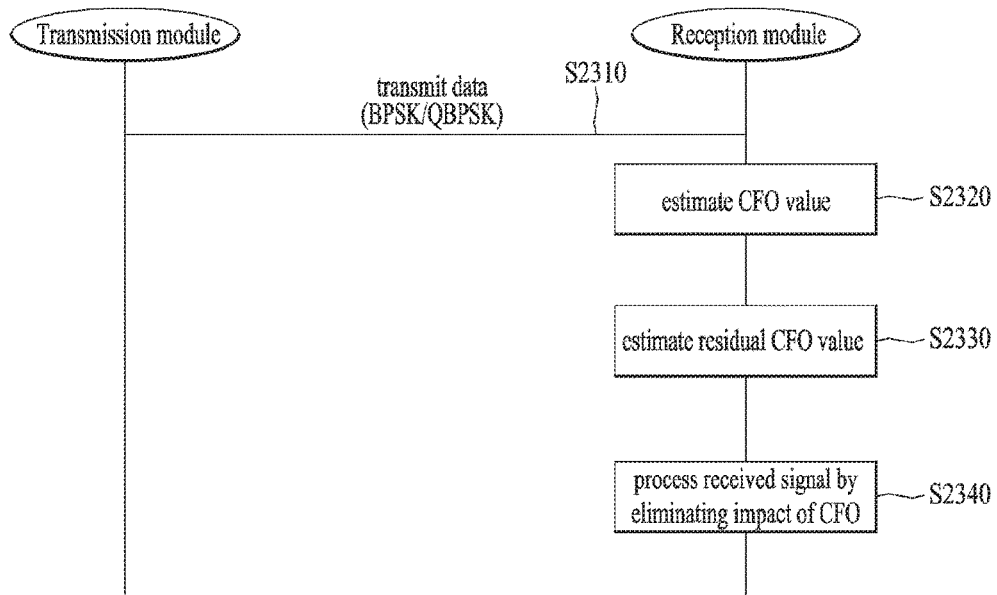 Transmission module
Reception module
transmit data
(BPSK/QBPSK)
S2310
estimate CFO value
S2320
estimate residual CFO value
S2330
process received signal by
eliminating impact of CFO
S2340